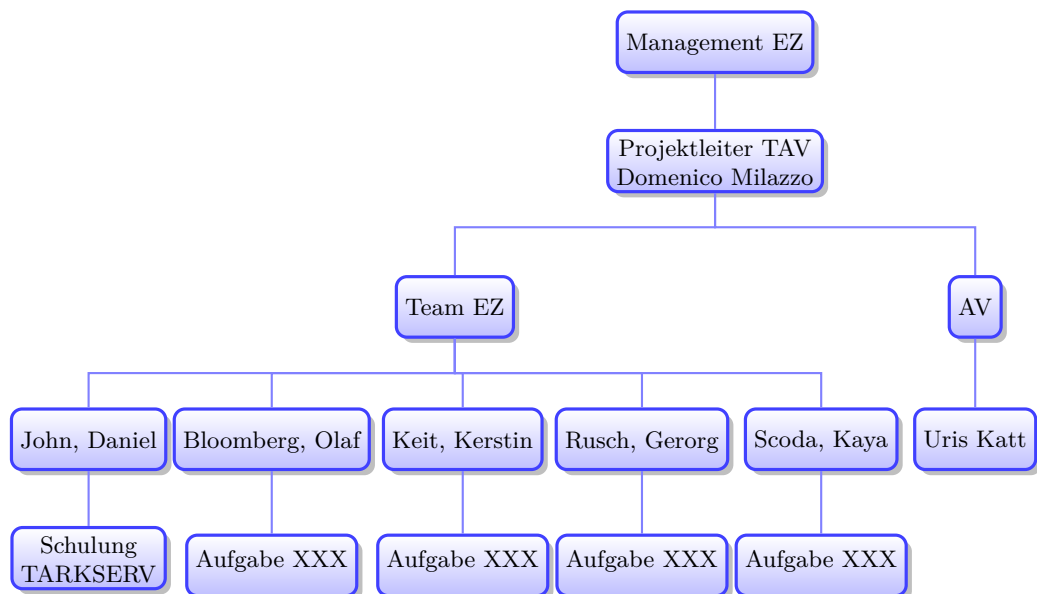 Management EZ
Projektleiter TAV
Domenico Milazzo
Team EZ
AV
John, Daniel
Bloomberg, Olaf
Keit, Kerstin
Rusch, Gerorg
Scoda, Kaya
Uris Katt
Schulung
TARKSERV
Aufgabe XXX
Aufgabe XXX
Aufgabe XXX
Aufgabe XXX